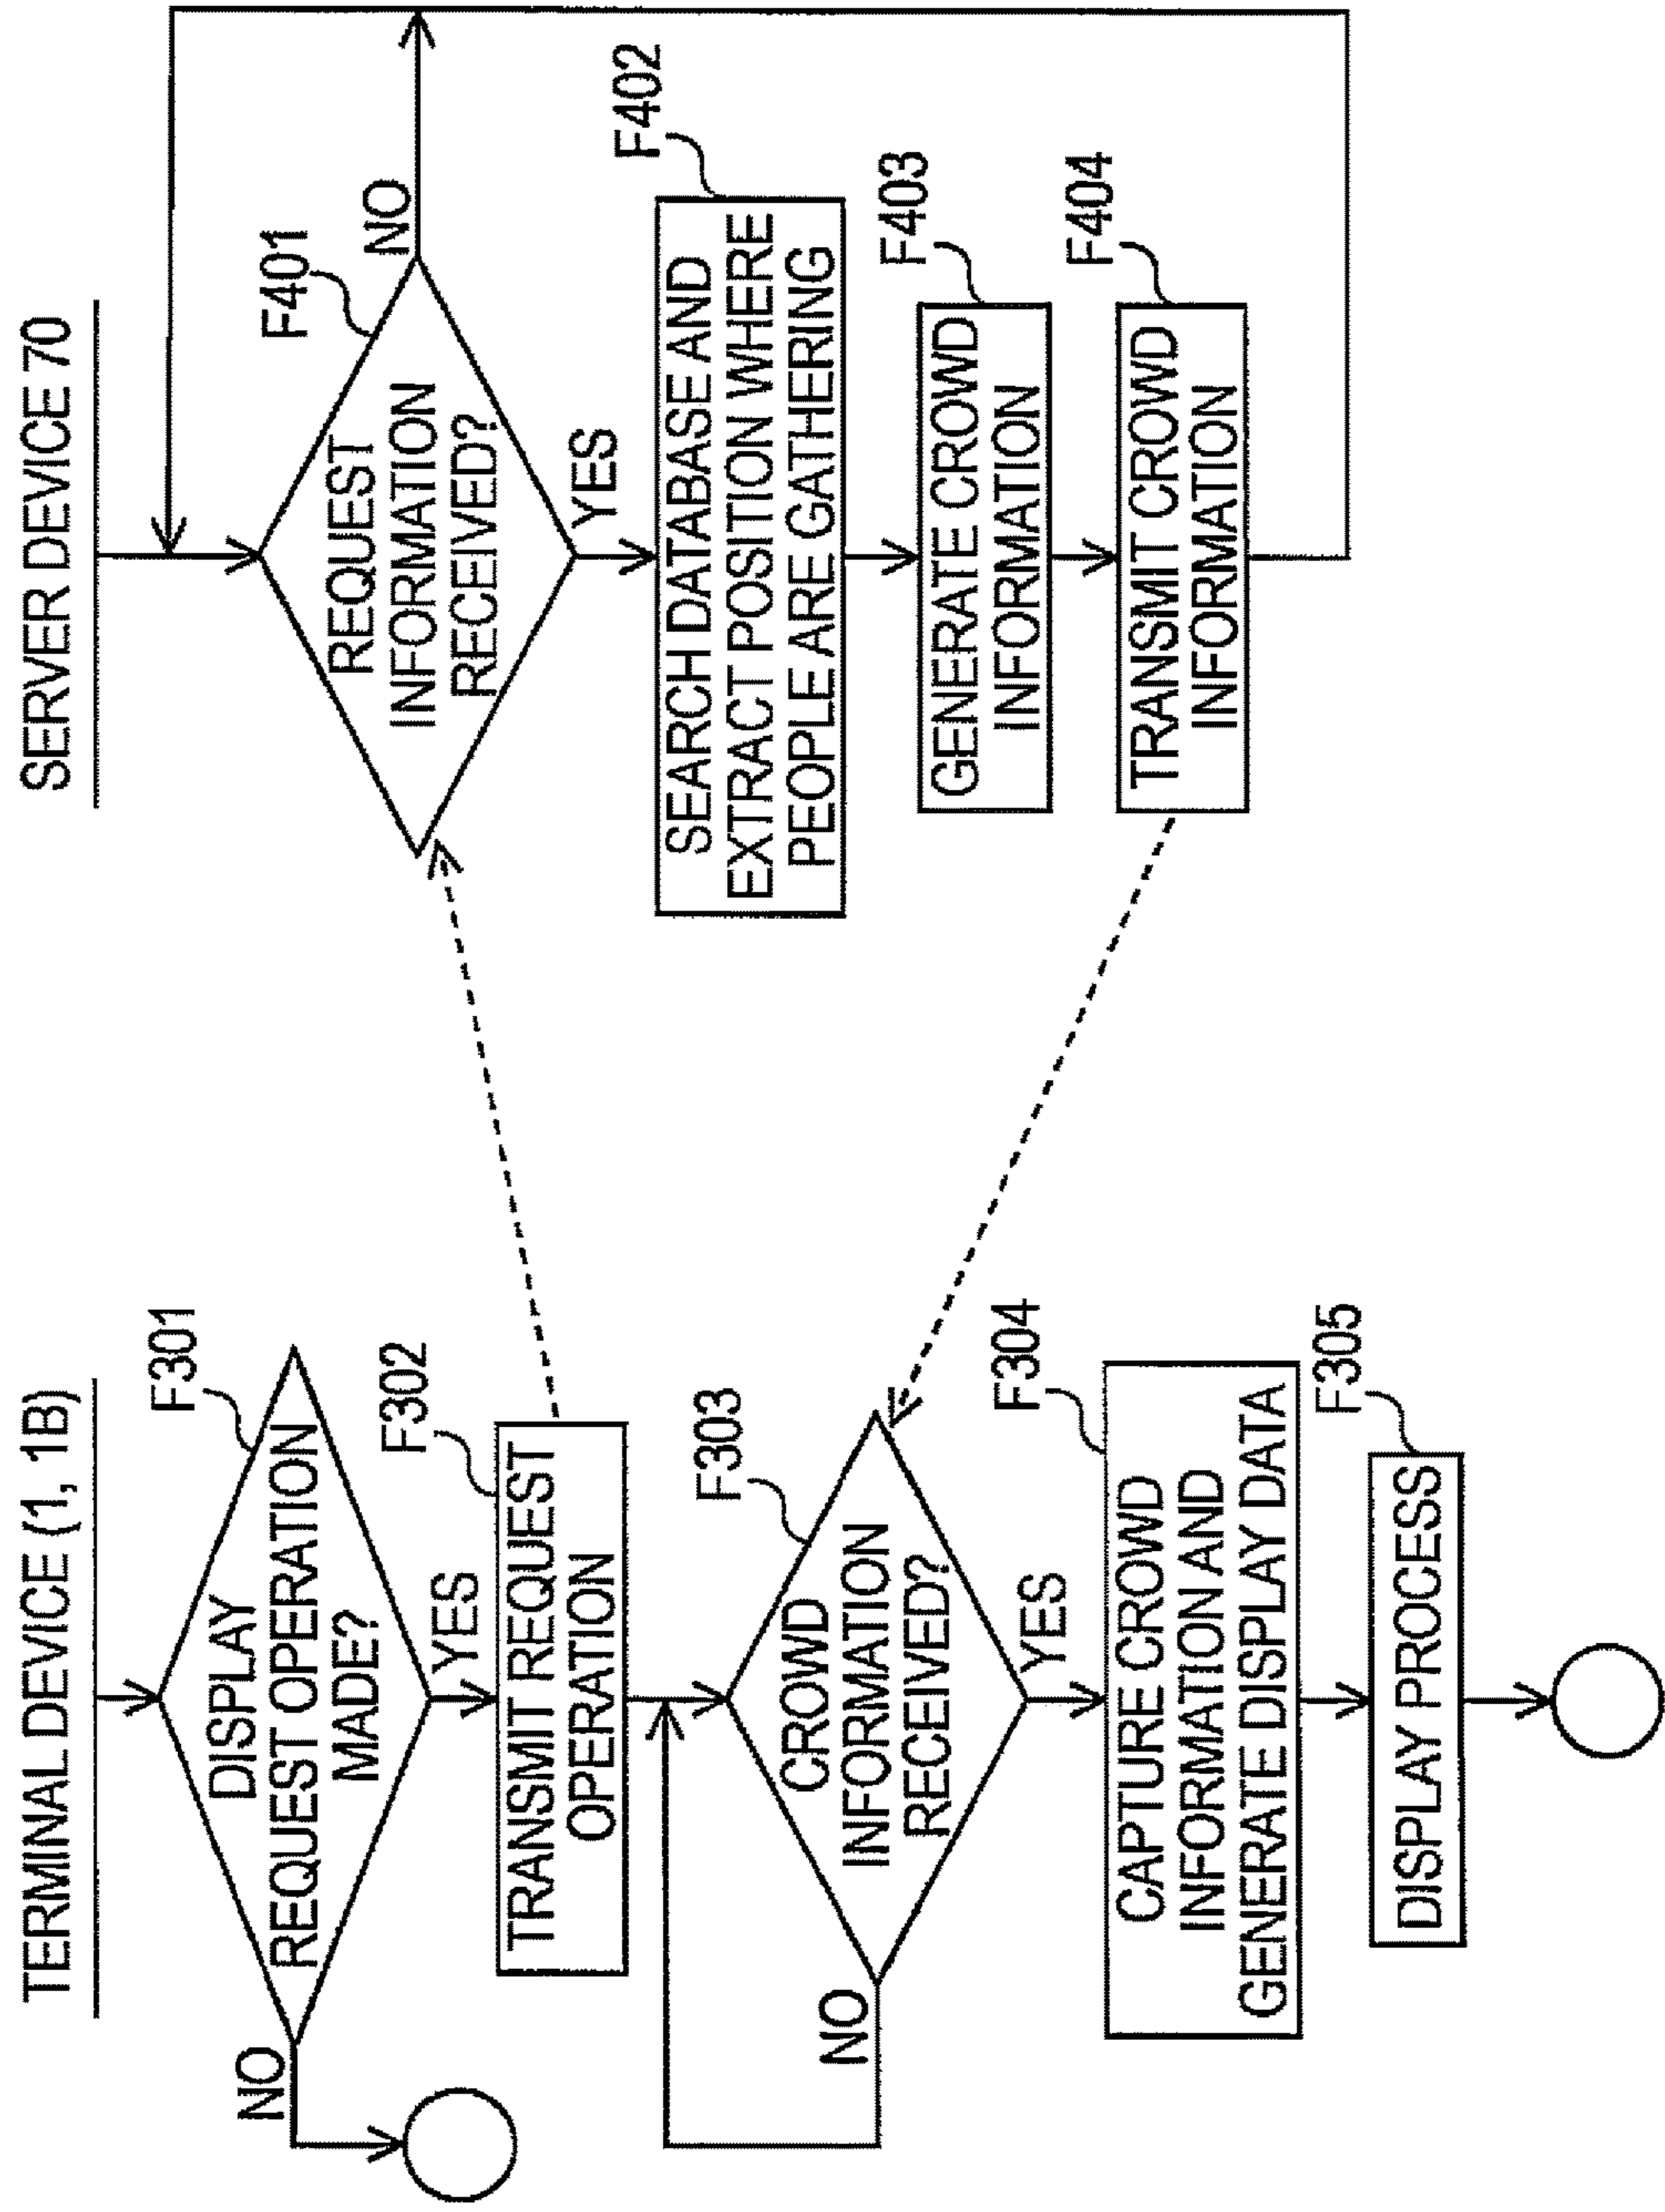 TERMINAL DEVICE (1, 1B)
F301
DISPLAY
REQUEST OPERATION
MADE?
NO
YES
F302
TRANSMIT REQUEST
OPERATION
F303
CROWD
INFORMATION
RECEIVED?
NO
YES
F304
CAPTURE CROWD
INFORMATION AND
GENERATE DISPLAY DATA
F305
DISPLAY PROCESS
SERVER DEVICE 70
F401
REQUEST
INFORMATION
RECEIVED?
NO
YES
F402
SEARCH DATABASE AND
EXTRACT POSITION WHERE
PEOPLE ARE GATHERING
F403
GENERATE CROWD
INFORMATION
F404
TRANSMIT CROWD
INFORMATION